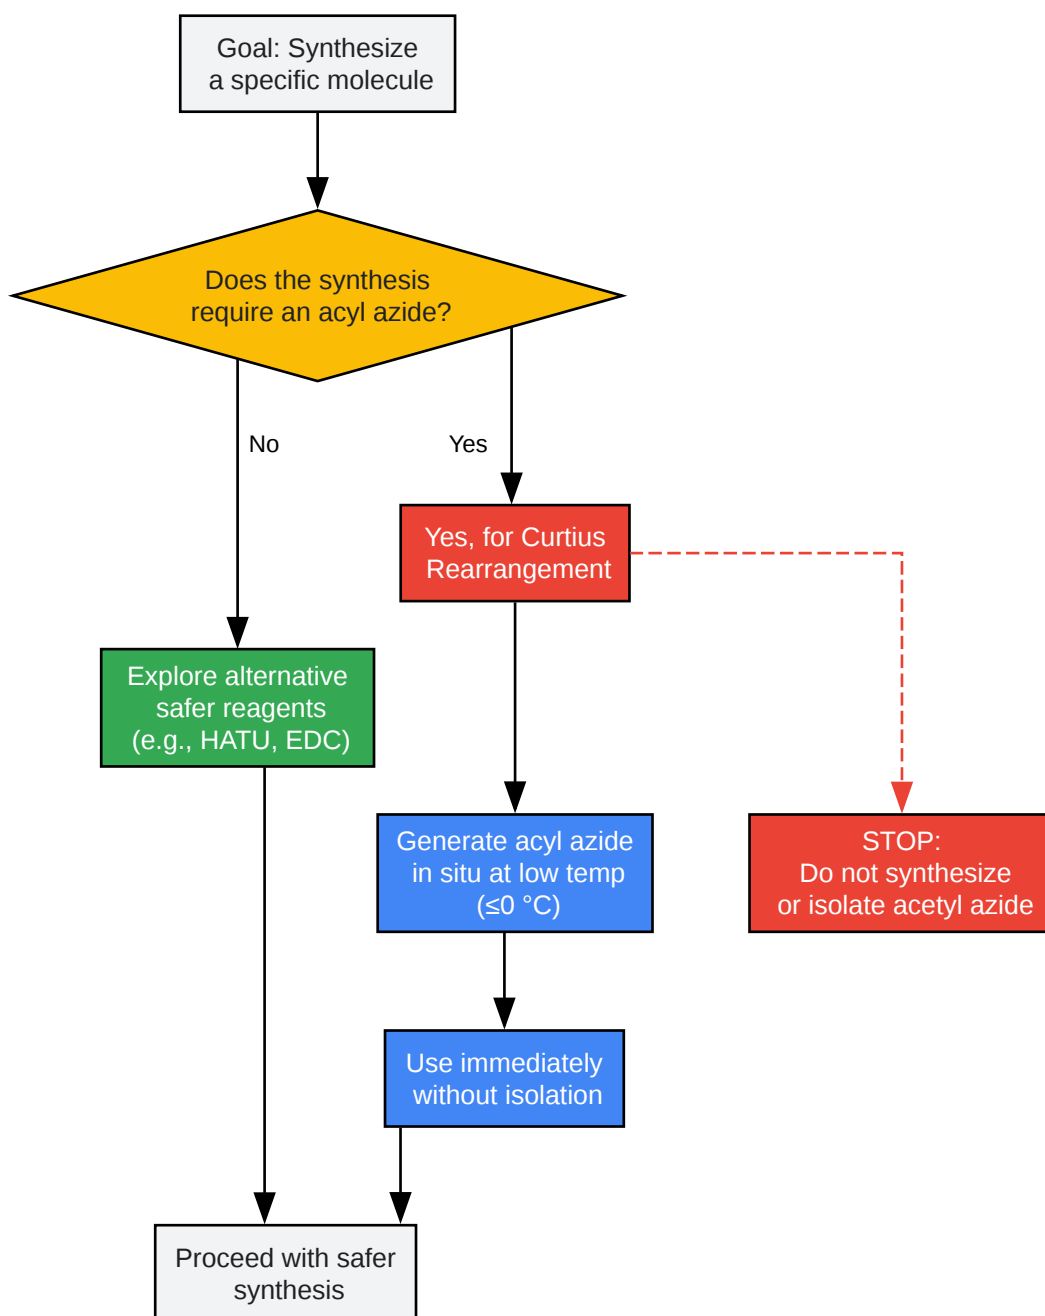 Goal: Synthesize
a specific molecule
Does the synthesis
require an acyl azide?
No
Yes
Yes, for Curtius
Rearrangement
Explore alternative
safer reagents
(e.g., HATU, EDC)
Generate acyl azide
in situ at low temp
(≤0 °C)
STOP:
Do not synthesize
or isolate acetyl azide
Use immediately
without isolation
Proceed with safer
synthesis